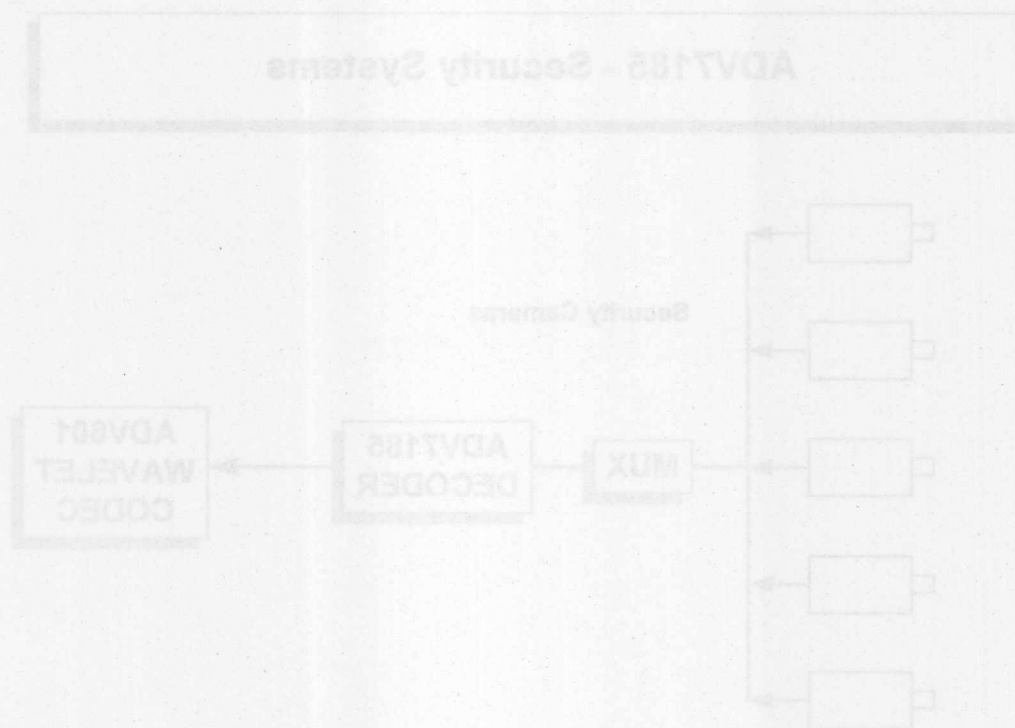 ADV7185 - Security Systems
Security Cameras
MUX
ADV7185
DECODER
ADV601
WAVELET
CODEC